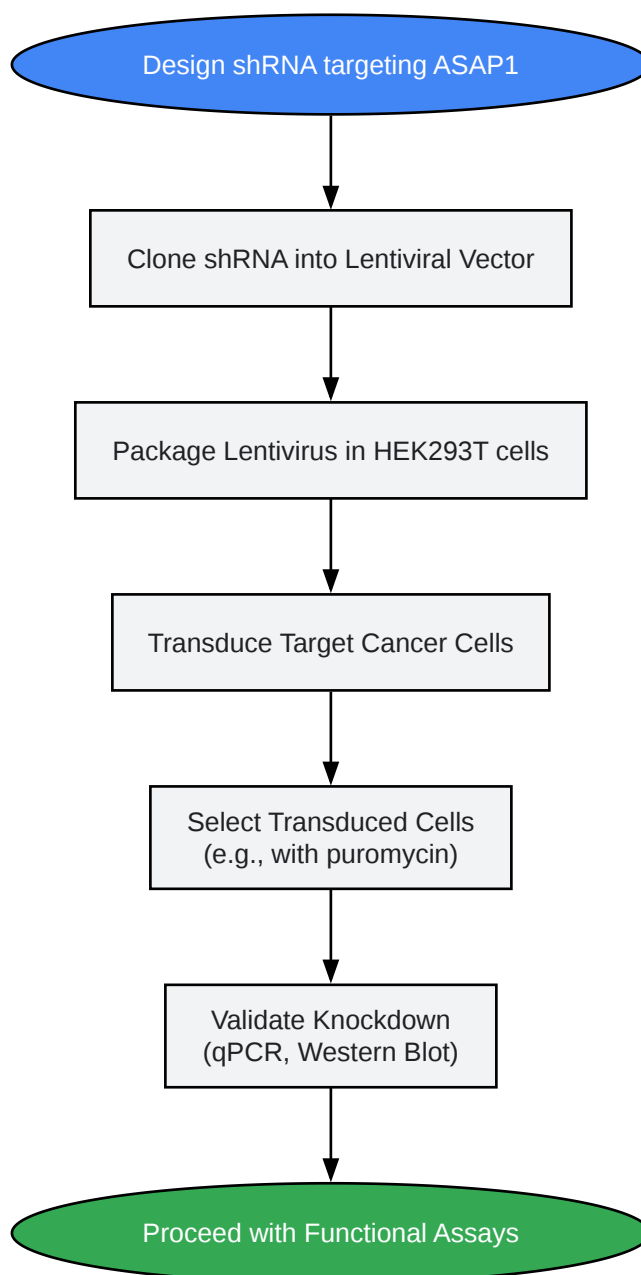 Design shRNA targeting ASAP1
Clone shRNA into Lentiviral Vector
Package Lentivirus in HEK293T cells
Transduce Target Cancer Cells
Select Transduced Cells
(e.g., with puromycin)
Validate Knockdown
(qPCR, Western Blot)
Proceed with Functional Assays